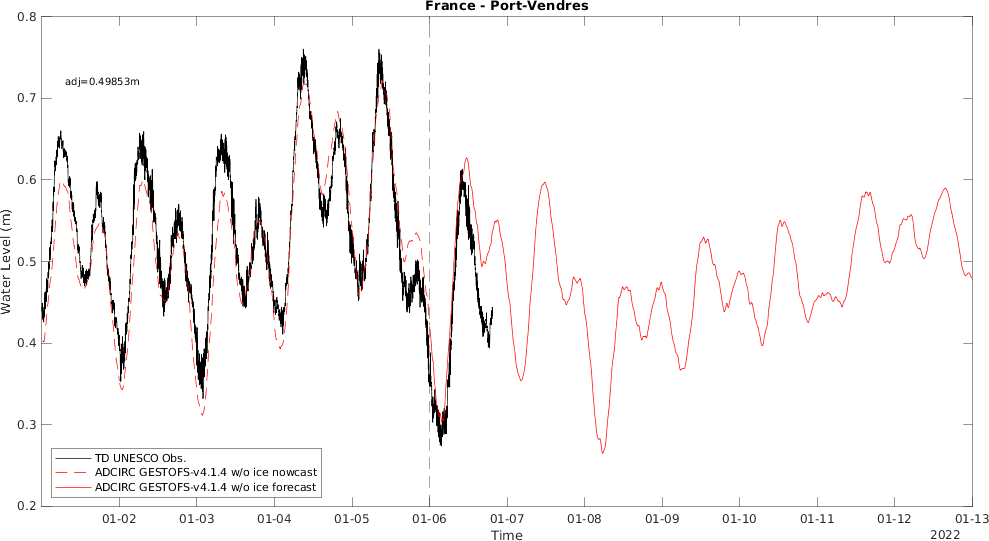 France - Port-Vendres
0.8
adj=0.49853m
0.7
0.6
0.5
0.4
0.3
0.2
Water Level (m)
TD UNESCO Obs.
ADCIRC GESTOFS-v4.1.4 w/o ice nowcast
ADCIRC GESTOFS-v4.1.4 w/o ice forecast
01-02 01-03 01-04 01-05 01-06 01-07 01-08 01-09 01-10 01-11 01-12 01-13
Time
2022